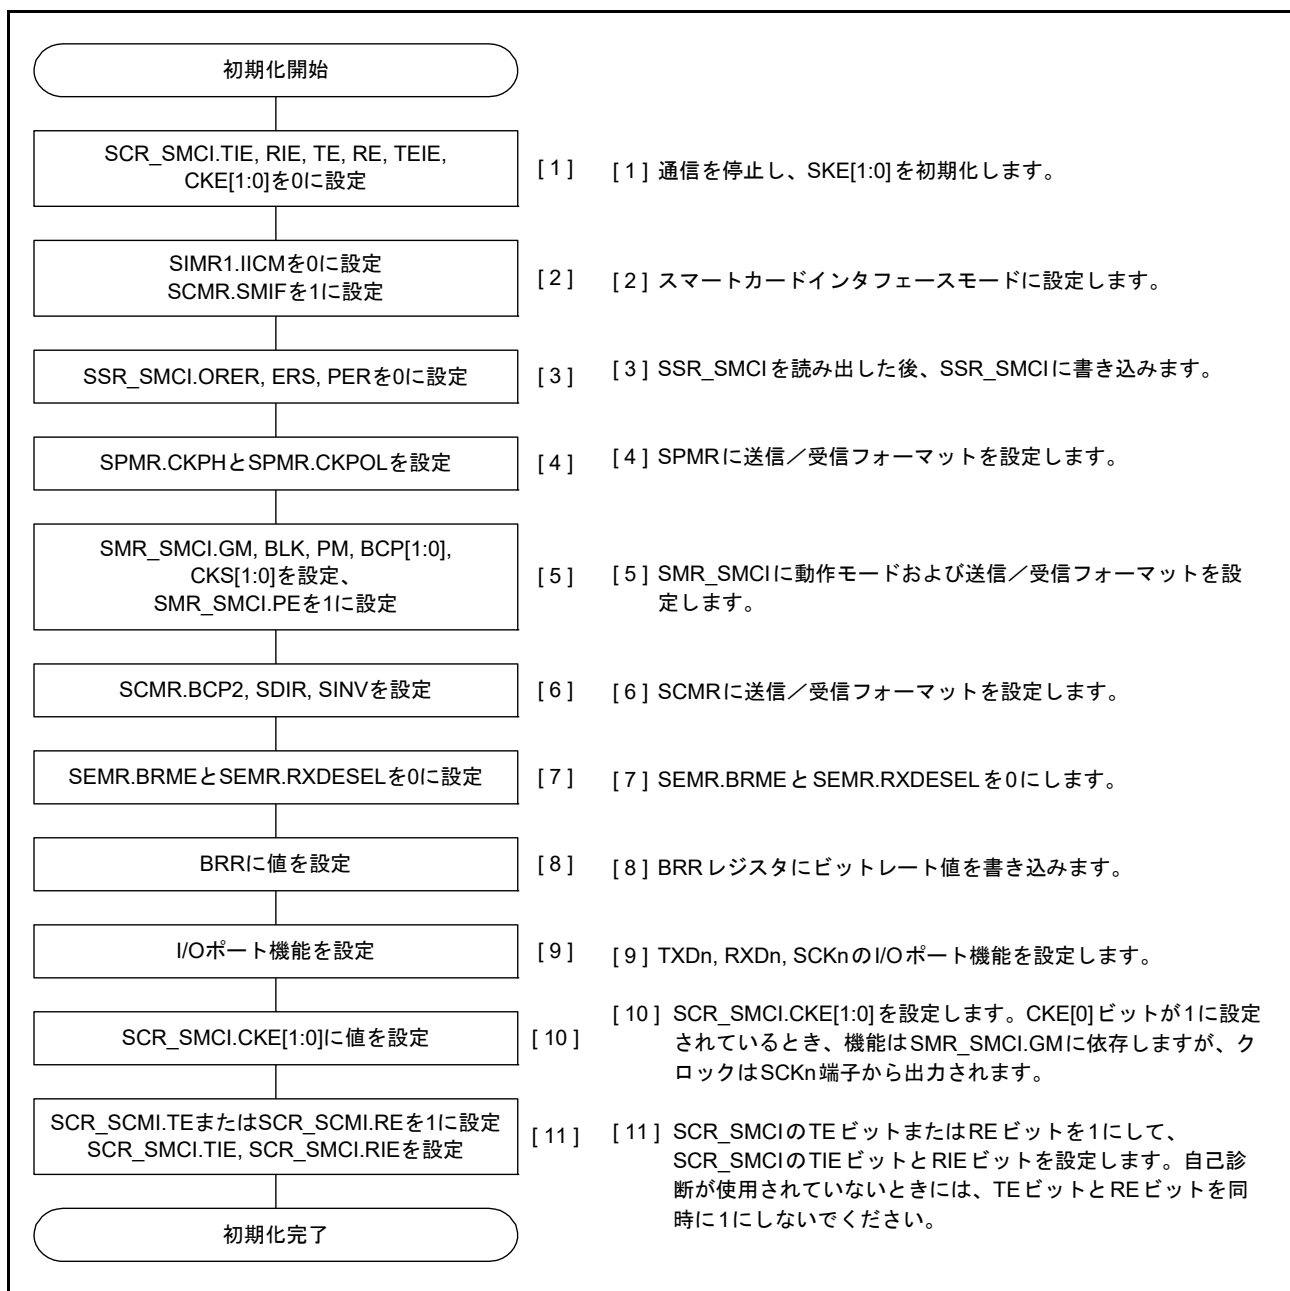 初期化開始
SCR_SMCI.TIE, RIE, TE, RE, TEIE,
CKE[1:0]を0に設定
[ 1 ]
[ 1 ] 通信を停止し、SKE[1:0]を初期化します。
SIMR1.IICMを0に設定
SCMR.SMIFを1に設定
[ 2 ]
[ 2 ] スマートカードインタフェースモードに設定します。
SSR_SMCI.ORER, ERS, PERを0に設定
[ 3 ]
[ 3 ] SSR_SMCIを読み出した後、SSR_SMCIに書き込みます。
SPMR.CKPHとSPMR.CKPOLを設定
[ 4 ]
[ 4 ] SPMRに送信／受信フォーマットを設定します。
SMR_SMCI.GM, BLK, PM, BCP[1:0],
CKS[1:0]を設定、
SMR_SMCI.PEを1に設定
[ 5 ]
[ 5 ] SMR_SMCIに動作モードおよび送信／受信フォーマットを設
定します。
SCMR.BCP2, SDIR, SINVを設定
[ 6 ]
[ 6 ] SCMRに送信／受信フォーマットを設定します。
SEMR.BRMEとSEMR.RXDESELを0に設定
[ 7 ]
[ 7 ] SEMR.BRMEとSEMR.RXDESELを0にします。
BRRに値を設定
[ 8 ]
[ 8 ] BRRレジスタにビットレート値を書き込みます。
I/Oポート機能を設定
[ 9 ]
[ 9 ] TXDn, RXDn, SCKnのI/Oポート機能を設定します。
SCR_SMCI.CKE[1:0]に値を設定
[ 10 ]
[ 10 ] SCR_SMCI.CKE[1:0]を設定します。CKE[0]ビットが1に設定
されているとき、機能はSMR_SMCI.GMに依存しますが、ク
ロックはSCKn端子から出力されます。
SCR_SCMI.TEまたはSCR_SCMI.REを1に設定
SCR_SMCI.TIE, SCR_SMCI.RIEを設定
[ 11 ]
[ 11 ] SCR_SMCIのTEビットまたはREビットを1にして、
SCR_SMCIのTIEビットとRIEビットを設定します。自己診
断が使用されていないときには、TEビットとREビットを同
時に1にしないでください。
初期化完了